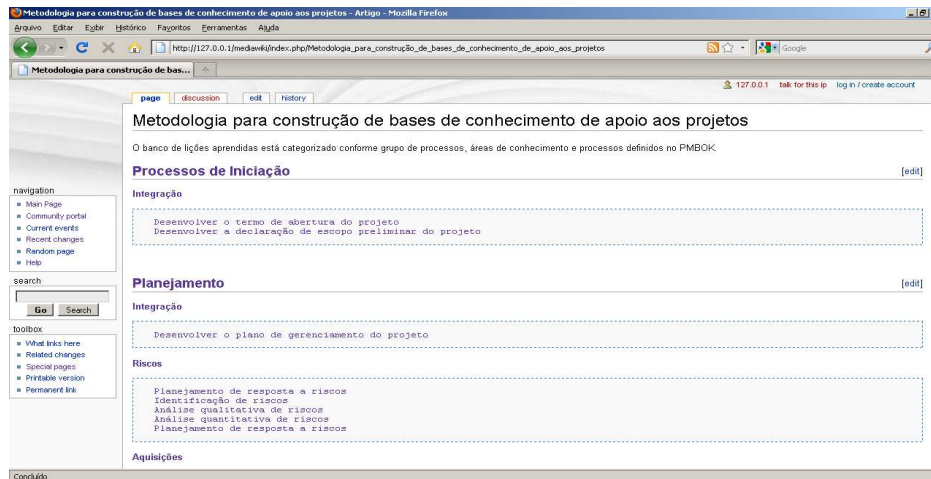 Metodologia para construção de bases de conhecimento de apoio aos projetos - Artigo - Mozilla Firefox
Arquivo Editar Exibir Histórico Favoritos Ferramentas Ajuda
http://127.0.0.1/mediawiki/index.php/Metodologia_para_construção_de_bases_de_conhecimento_de_apoio_aos_projetos
Google
Metodologia para construção de bas...
127.0.0.1 talk for this ip log in / create account
page discussion edit history
Metodologia para construção de bases de conhecimento de apoio aos projetos
O banco de lições aprendidas está categorizado conforme grupo de processos, áreas de conhecimento e processos definidos no PMBOK.
Processos de Iniciação [edit]
Integração
Desenvolver o termo de abertura do projeto
Desenvolver a declaração de escopo preliminar do projeto
Planejamento [edit]
Integração
Desenvolver o plano de gerenciamento do projeto
Riscos
Planejamento de resposta a riscos
Identificação de riscos
Análise qualitativa de riscos
Análise quantitativa de riscos
Planejamento de resposta a riscos
Aquisições
navigation
Main Page
Community portal
Current events
Recent changes
Random page
Help
search
Go Search
toolbox
What links here
Related changes
Special pages
Printable version
Permanent link
Concluído